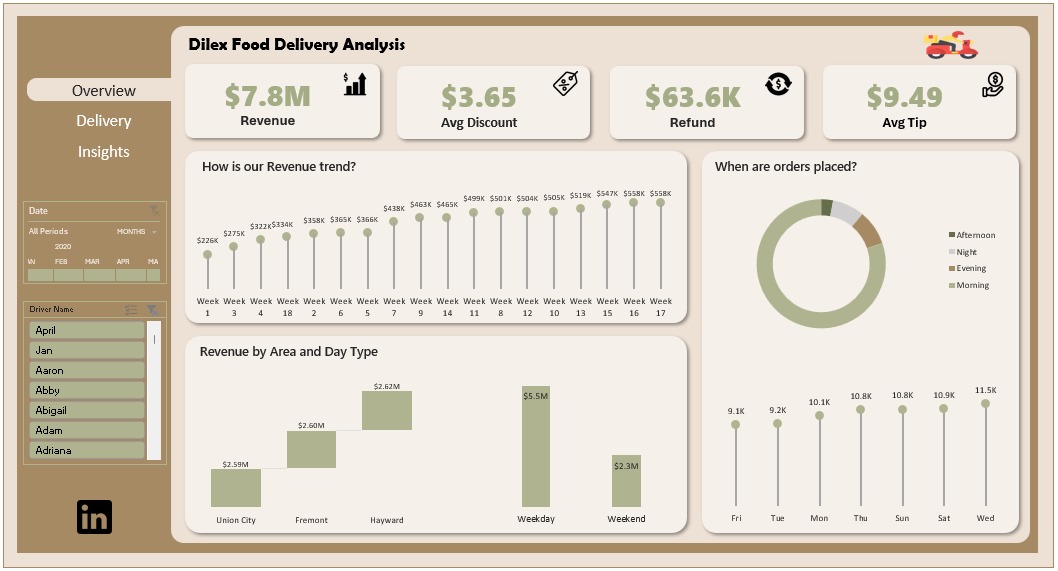 Dilex Food Delivery Analysis
Overview
Delivery
Insights
Date
All Periods MONTHS
2020
FEB MAR APR MA
Driver Name
April
Jan
Aaron
Abby
Abigail
Adam
Adriana
in
$7.8M
Revenue
$3.65
Avg Discount
$63.6K
Refund
$9.49
Avg Tip
How is our Revenue trend?
$226K $275K $322K $334K $358K $365K $366K $438K $463K $465K $499K $501K $504K $505K $519K $547K $558K $558K
Week Week Week Week Week Week Week Week Week Week Week Week Week Week Week Week Week Week
1 3 4 18 2 6 5 7 9 14 11 8 12 10 13 15 16 17
When are orders placed?
Afternoon
Night
Evening
Morning
9.1K 9.2K 10.1K 10.8K 10.8K 10.9K 11.5K
Fri Tue Mon Thu Sun Sat Wed
Revenue by Area and Day Type
$2.59M $2.60M $2.62M
Union City Fremont Hayward
$5.5M $2.3M
Weekday Weekend